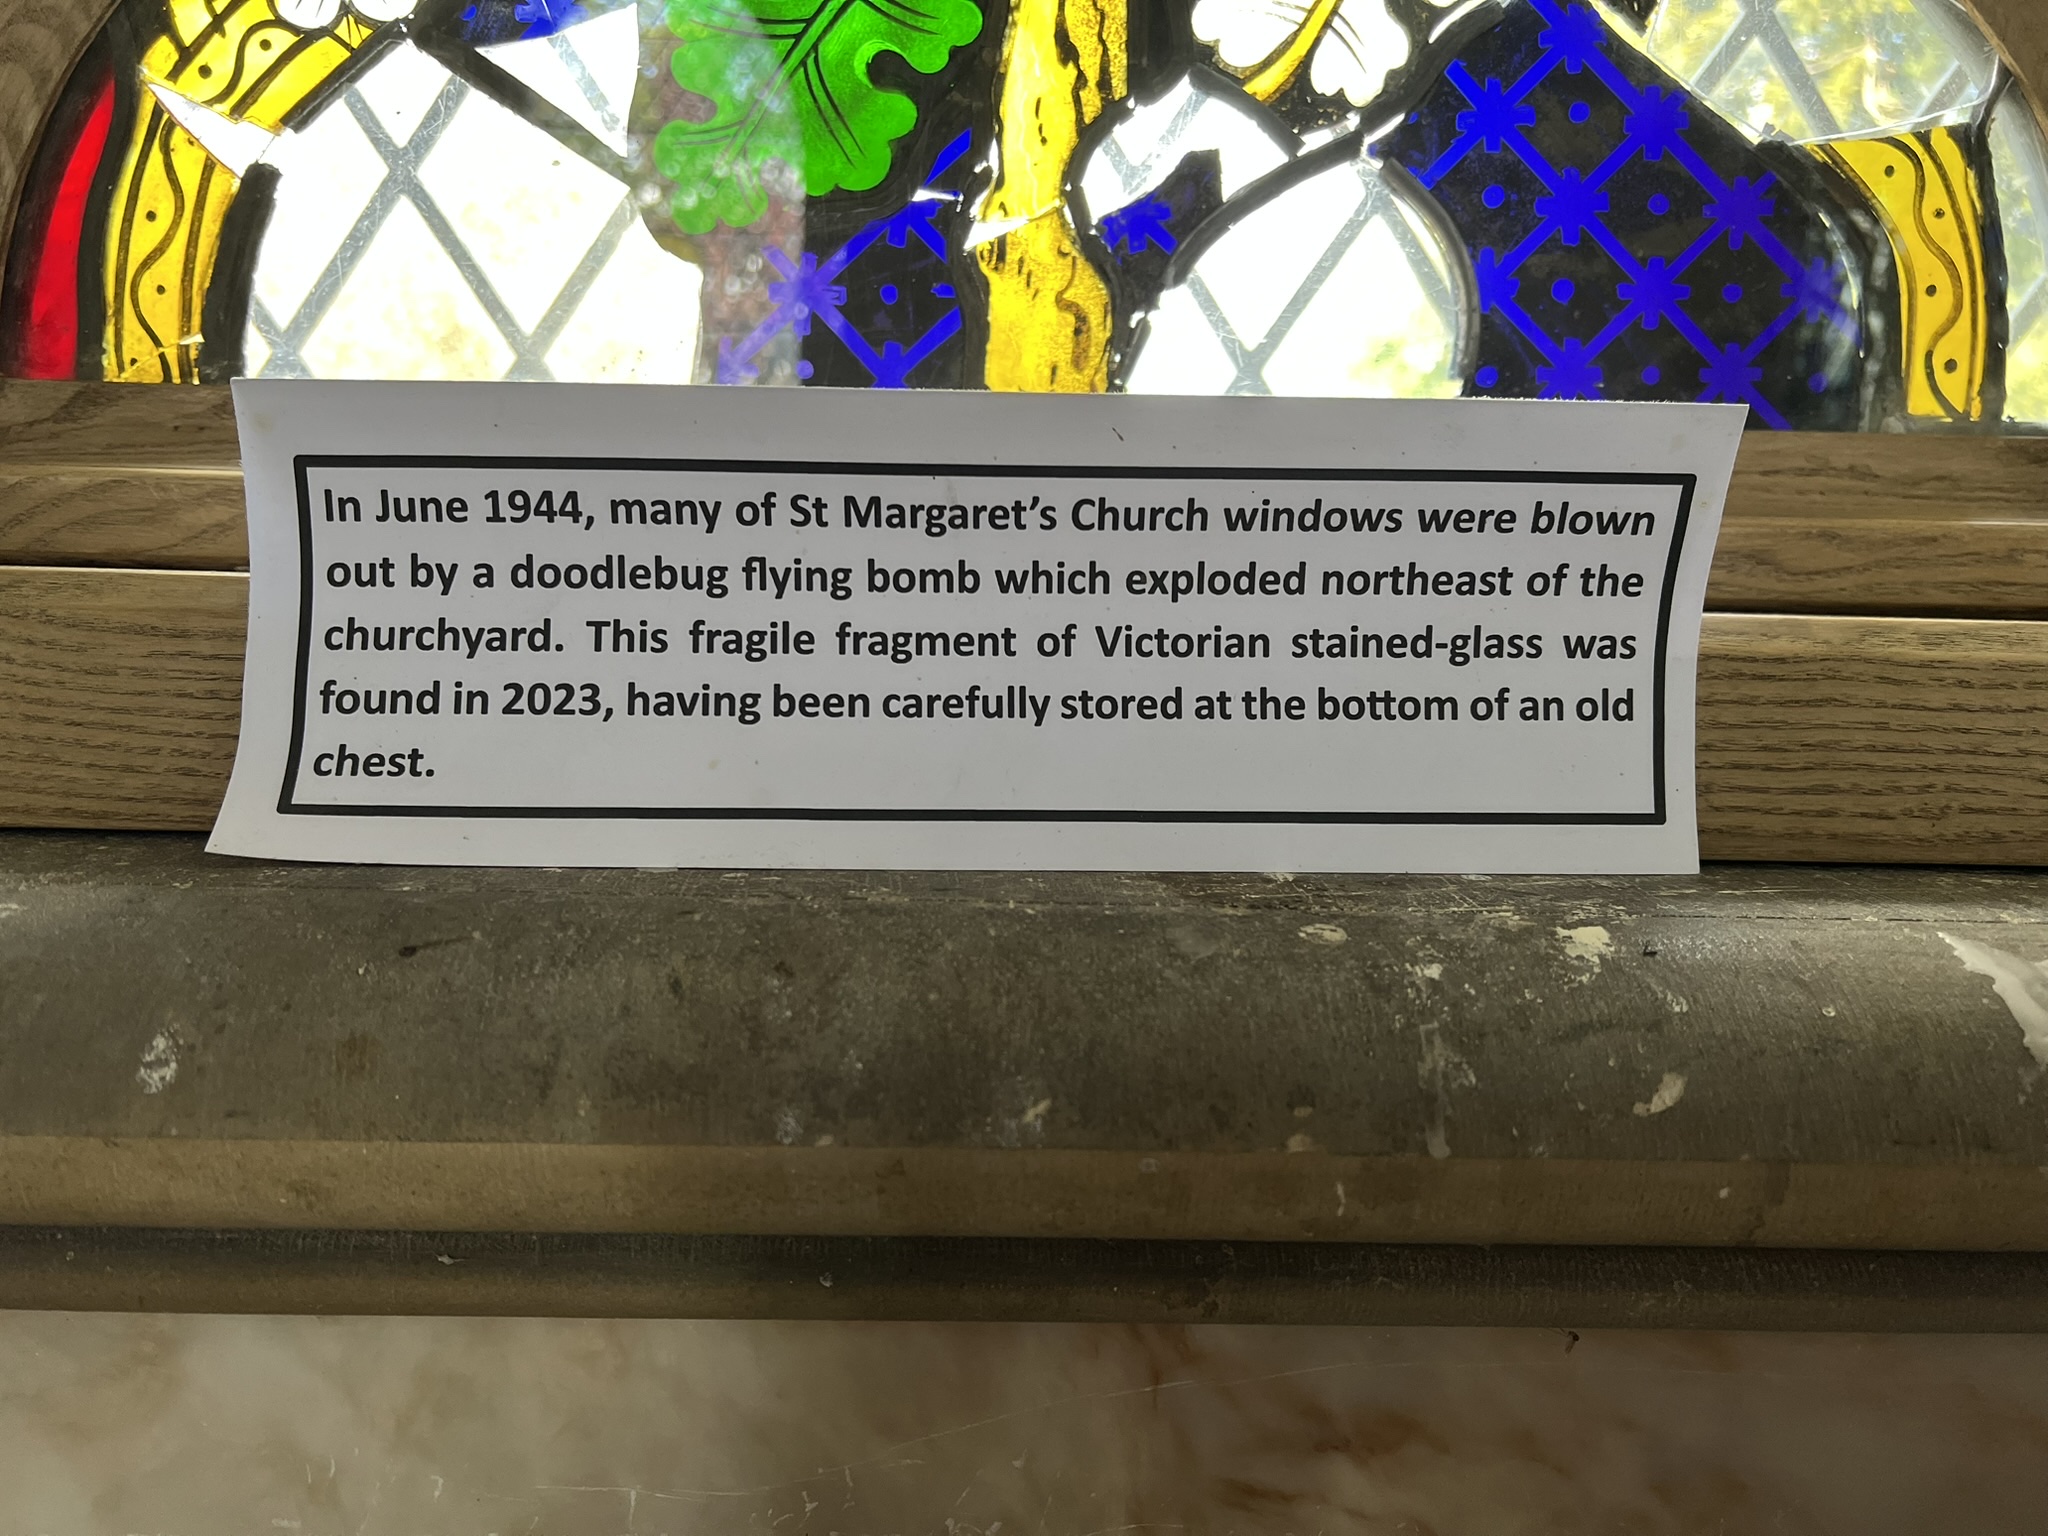 In June 1944, many of St Margaret’s Church windows were blown
out by a doodlebug flying bomb which exploded northeast of the
churchyard. This fragile fragment of Victorian stained-glass was
found in 2023, having been carefully stored at the bottom of an old
chest.